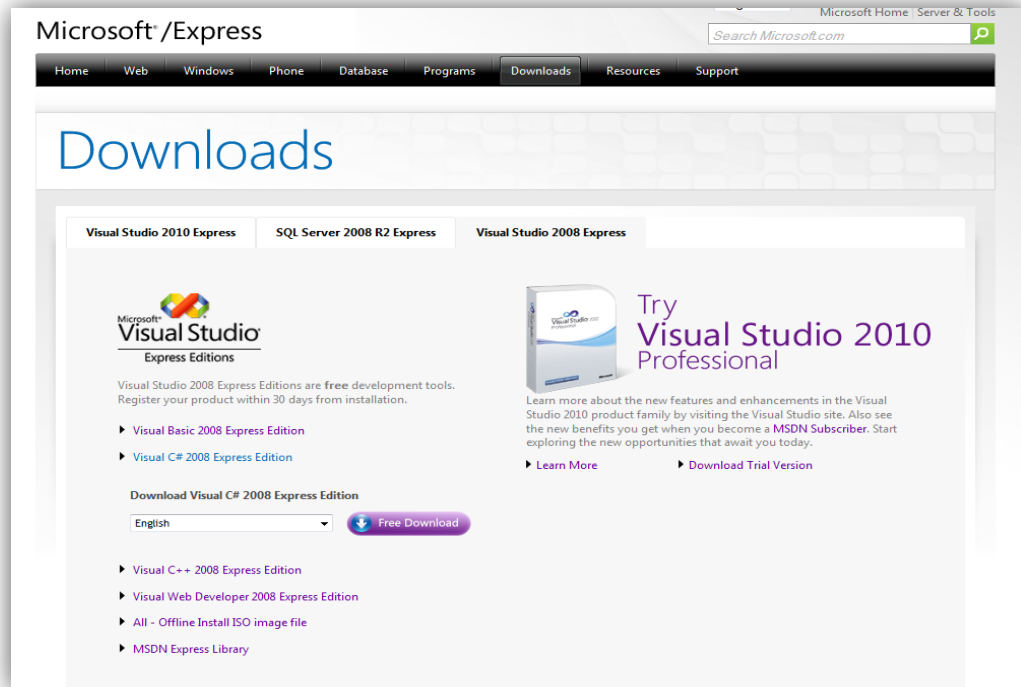 Microsoft Home | Server & Tools
Microsoft®/Express
Search Microsoft.com
Home Web Windows Phone Database Programs Downloads Resources Support
Downloads
Visual Studio 2010 Express SQL Server 2008 R2 Express Visual Studio 2008 Express
Microsoft®
Visual Studio®
Express Editions
Visual Studio 2008 Express Editions are free development tools.
Register your product within 30 days from installation.
Visual Basic 2008 Express Edition
Visual C# 2008 Express Edition
Download Visual C# 2008 Express Edition
English
Free Download
Visual C++ 2008 Express Edition
Visual Web Developer 2008 Express Edition
All - Offline Install ISO image file
MSDN Express Library
Visual Studio 2010
Professional
Try
Visual Studio 2010
Professional
Learn more about the new features and enhancements in the Visual
Studio 2010 product family by visiting the Visual Studio site. Also see
the new benefits you get when you become a MSDN Subscriber. Start
exploring the new opportunities that await you today.
Learn More Download Trial Version